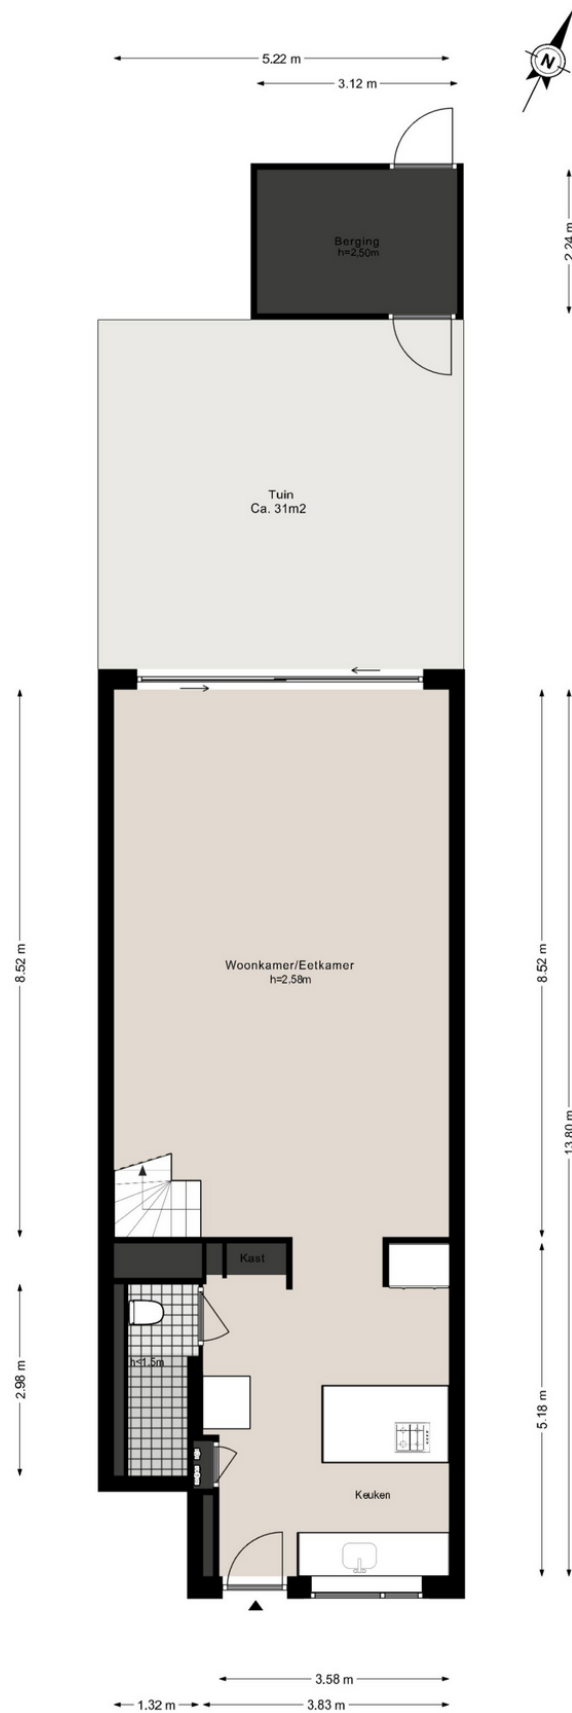 5.22 m
N
3.12 m
Berging
h=2,50m
2.24 m
Tuin
Ca. 31m2
8.52 m
Woonkamer/Eetkamer
h=2.58m
8.52 m
13.80 m
Kast
h<1.5m
2.98 m
5.18 m
Keuken
3.58 m
1.32 m
3.83 m